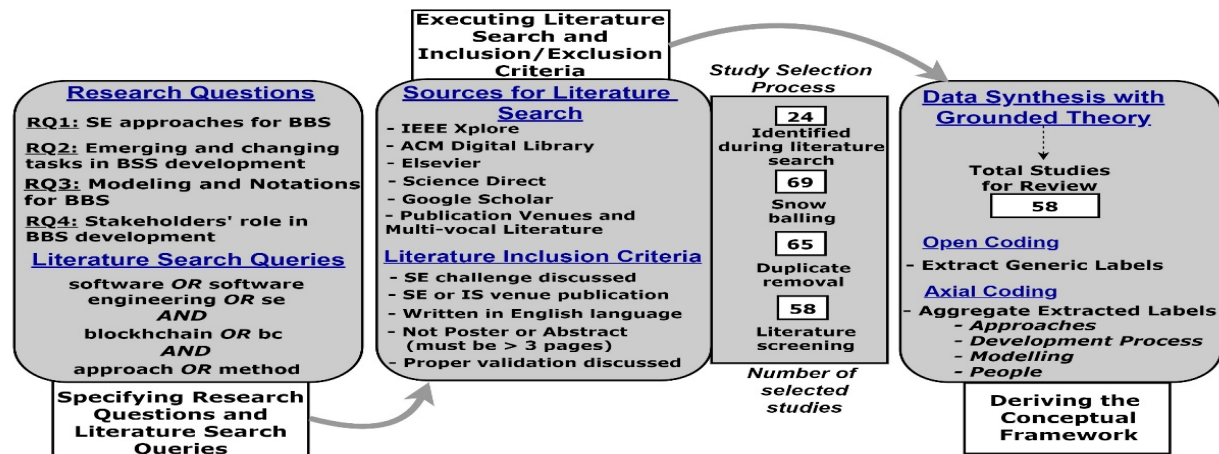 Executing Literature
Search and
Inclusion/Exclusion
Criteria
Research Questions
RQ1: SE approaches for BBS
RQ2: Emerging and changing
tasks in BSS development
RQ3: Modeling and Notations
for BBS
RQ4: Stakeholders' role in
BBS development
Literature Search Queries
software OR software
engineering OR se
AND
blockhchain OR bc
AND
approach OR method
Specifying Research
Questions and
Literature Search
Queries
Sources for Literature
Search
- IEEE Xplore
- ACM Digital Library
- Elsevier
- Science Direct
- Google Scholar
- Publication Venues and
Multi-vocal Literature
Literature Inclusion Criteria
- SE challenge discussed
- SE or IS venue publication
- Written in English language
- Not Poster or Abstract
(must be > 3 pages)
- Proper validation discussed
Study Selection
Process
24
Identified
during literature
search
69
Snow
balling
65
Duplicate
removal
58
Literature
screening
Number of
selected
studies
Data Synthesis with
Grounded Theory
Total Studies
for Review
58
Open Coding
- Extract Generic Labels
Axial Coding
- Aggregate Extracted Labels
- Approaches
- Development Process
- Modelling
- People
Deriving the
Conceptual
Framework